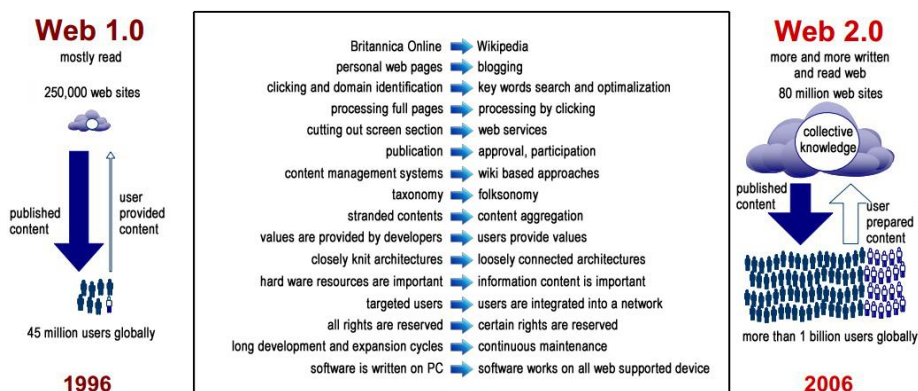 Web 1.0
mostly read
250,000 web sites
published
content
user
provided
content
45 million users globally
1996
Britannica Online Wikipedia
personal web pages blogging
clicking and domain identification key words search and optimalization
processing full pages processing by clicking
cutting out screen section web services
publication approval, participation
content management systems wiki based approaches
taxonomy folksonomy
stranded contents content aggregation
values are provided by developers users provide values
closely knit architectures loosely connected architectures
hard ware resources are important information content is important
targeted users users are integrated into a network
all rights are reserved certain rights are reserved
long development and expansion cycles continuous maintenance
software is written on PC software works on all web supported device
Web 2.0
more and more written
and read web
80 million web sites
collective
knowledge
published
content
user
prepared
content
more than 1 billion users globally
2006